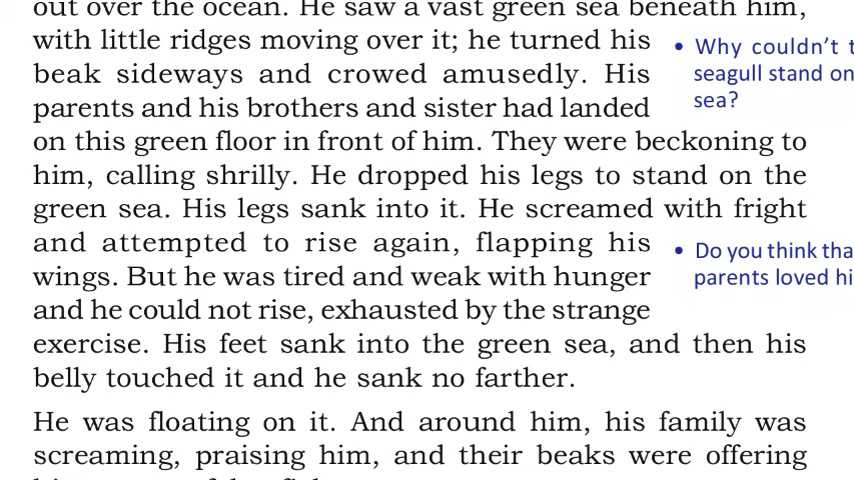 out over the ocean. He saw a vast green sea beneath him,
with little ridges moving over it; he turned his
beak sideways and crowed amusedly. His
parents and his brothers and sister had landed
on this green floor in front of him. They were beckoning to
him, calling shrilly. He dropped his legs to stand on the
green sea. His legs sank into it. He screamed with fright
and attempted to rise again, flapping his
wings. But he was tired and weak with hunger
and he could not rise, exhausted by the strange
exercise. His feet sank into the green sea, and then his
belly touched it and he sank no farther.
He was floating on it. And around him, his family was
screaming, praising him, and their beaks were offering
• Why couldn’t
seagull stand on
sea?
• Do you think
parents loved